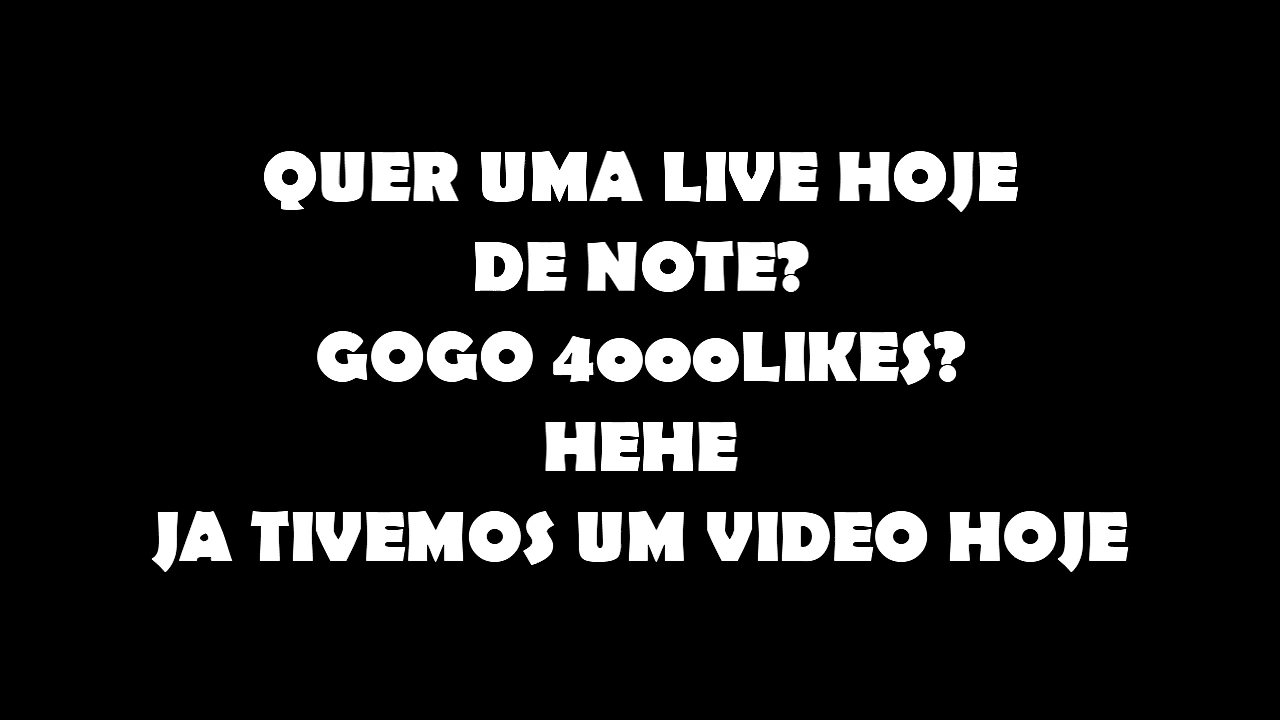 QUER UMA LIVE HOJE
DE NOTE?
GOGO 4000LIKES?
HEHE
JA TIVEMOS UM VIDEO HOJE